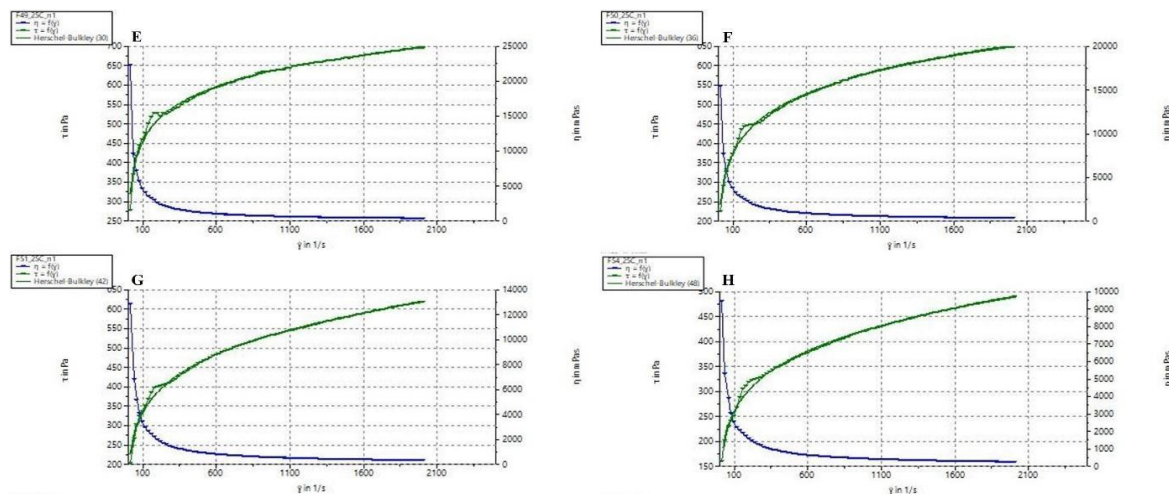 F49_25C_n1
η = f(γ̇)
τ = f(γ̇)
Herschel-Bulkley (30)
E
700
650
600
550
500
450
400
350
300
250
τ in Pa
25000
20000
15000
10000
5000
0
η in mPas
100 600 1100 1600 2100
γ̇ in 1/s
F50_25C_n1
η = f(γ̇)
τ = f(γ̇)
Herschel-Bulkley (36)
F
650
600
550
500
450
400
350
300
250
200
τ in Pa
20000
15000
10000
5000
0
η in mPas
100 600 1100 1600 2100
γ̇ in 1/s
F51_25C_n1
η = f(γ̇)
τ = f(γ̇)
Herschel-Bulkley (42)
G
650
600
550
500
450
400
350
300
250
200
τ in Pa
14000
12000
10000
8000
6000
4000
2000
0
η in mPas
100 600 1100 1600 2100
γ̇ in 1/s
F54_25C_n1
η = f(γ̇)
τ = f(γ̇)
Herschel-Bulkley (48)
H
500
450
400
350
300
250
200
150
τ in Pa
10000
9000
8000
7000
6000
5000
4000
3000
2000
1000
0
η in mPas
100 600 1100 1600 2100
γ̇ in 1/s